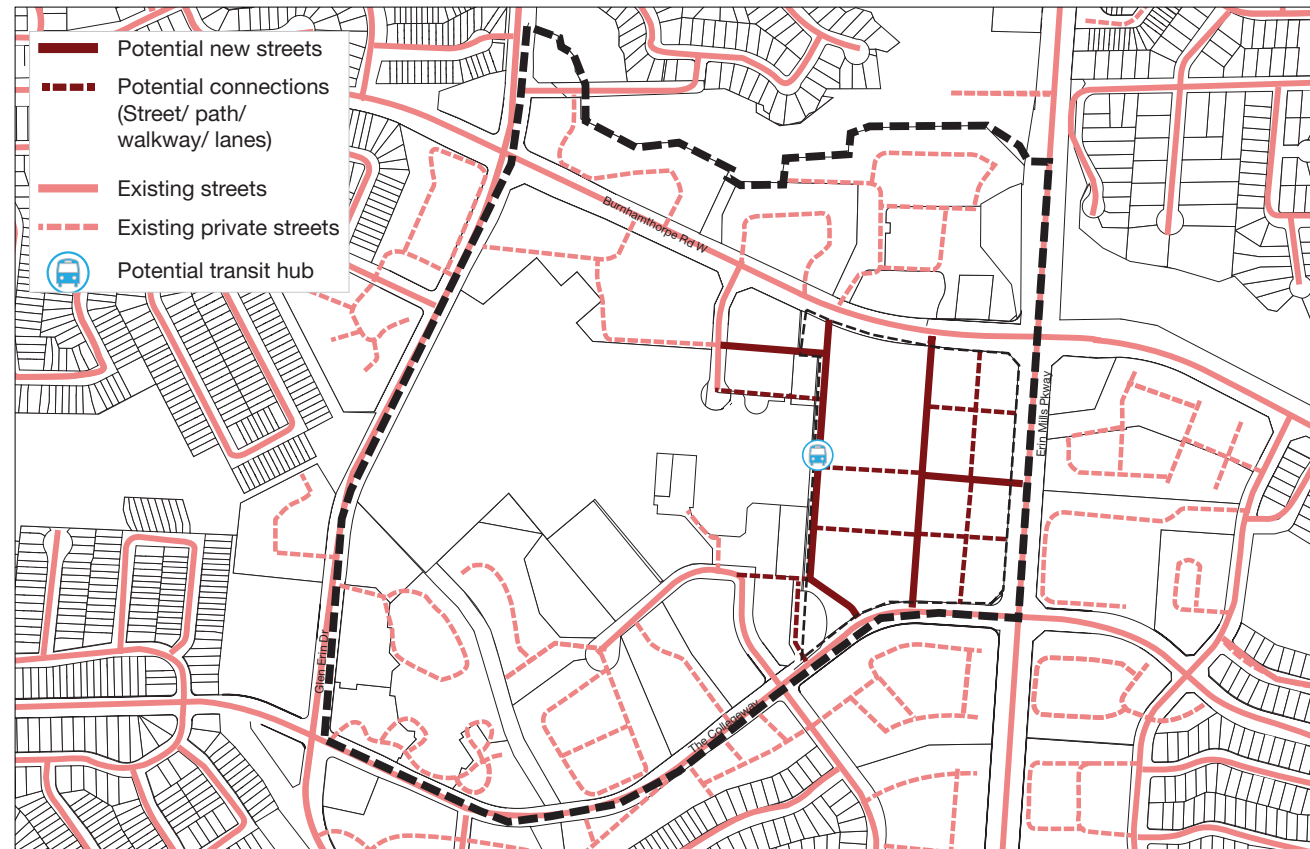 Potential new streets
Potential connections
(Street/ path/
walkway/ lanes)
Existing streets
Existing private streets
Potential transit hub
Burnhamthorpe Rd W
Erin Mills Pkway
Glen Erin Dr
The Collegeway